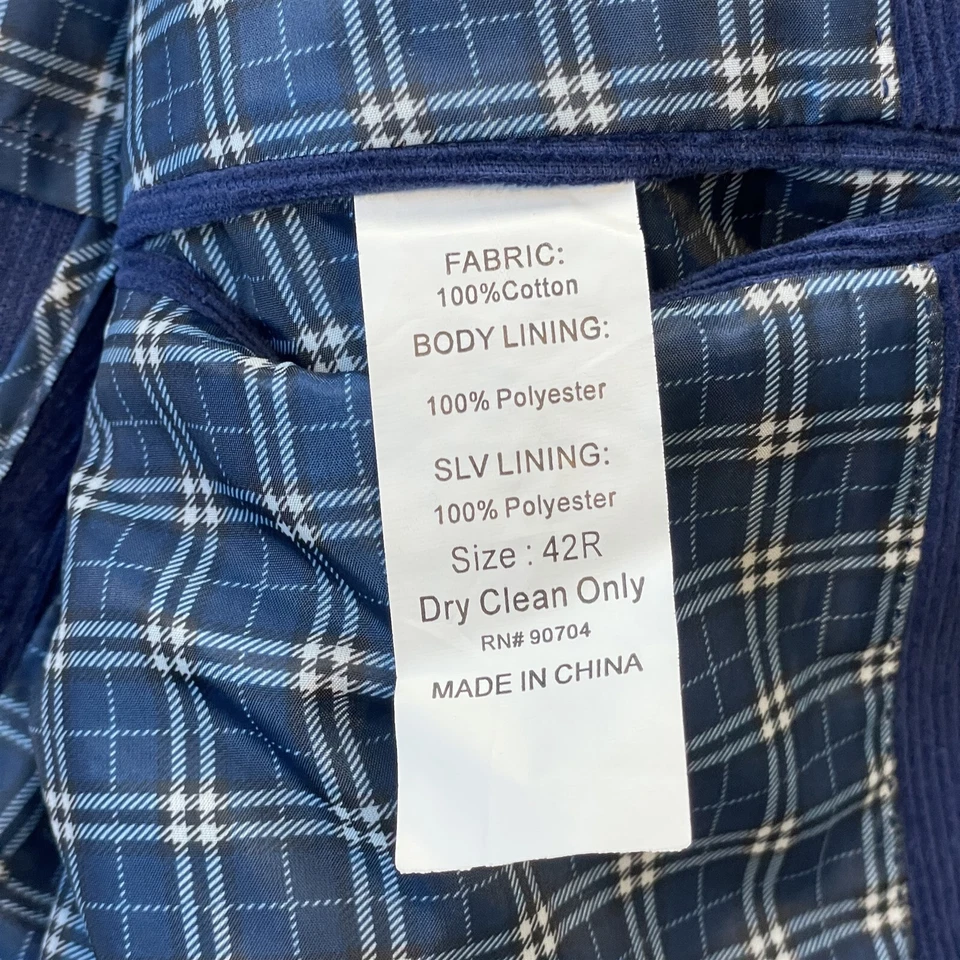 FABRIC:
100%Cotton
BODY LINING:
100% Polyester
SLV LINING:
100% Polyester
Size : 42R
Dry Clean Only
RN# 90704
MADE IN CHINA